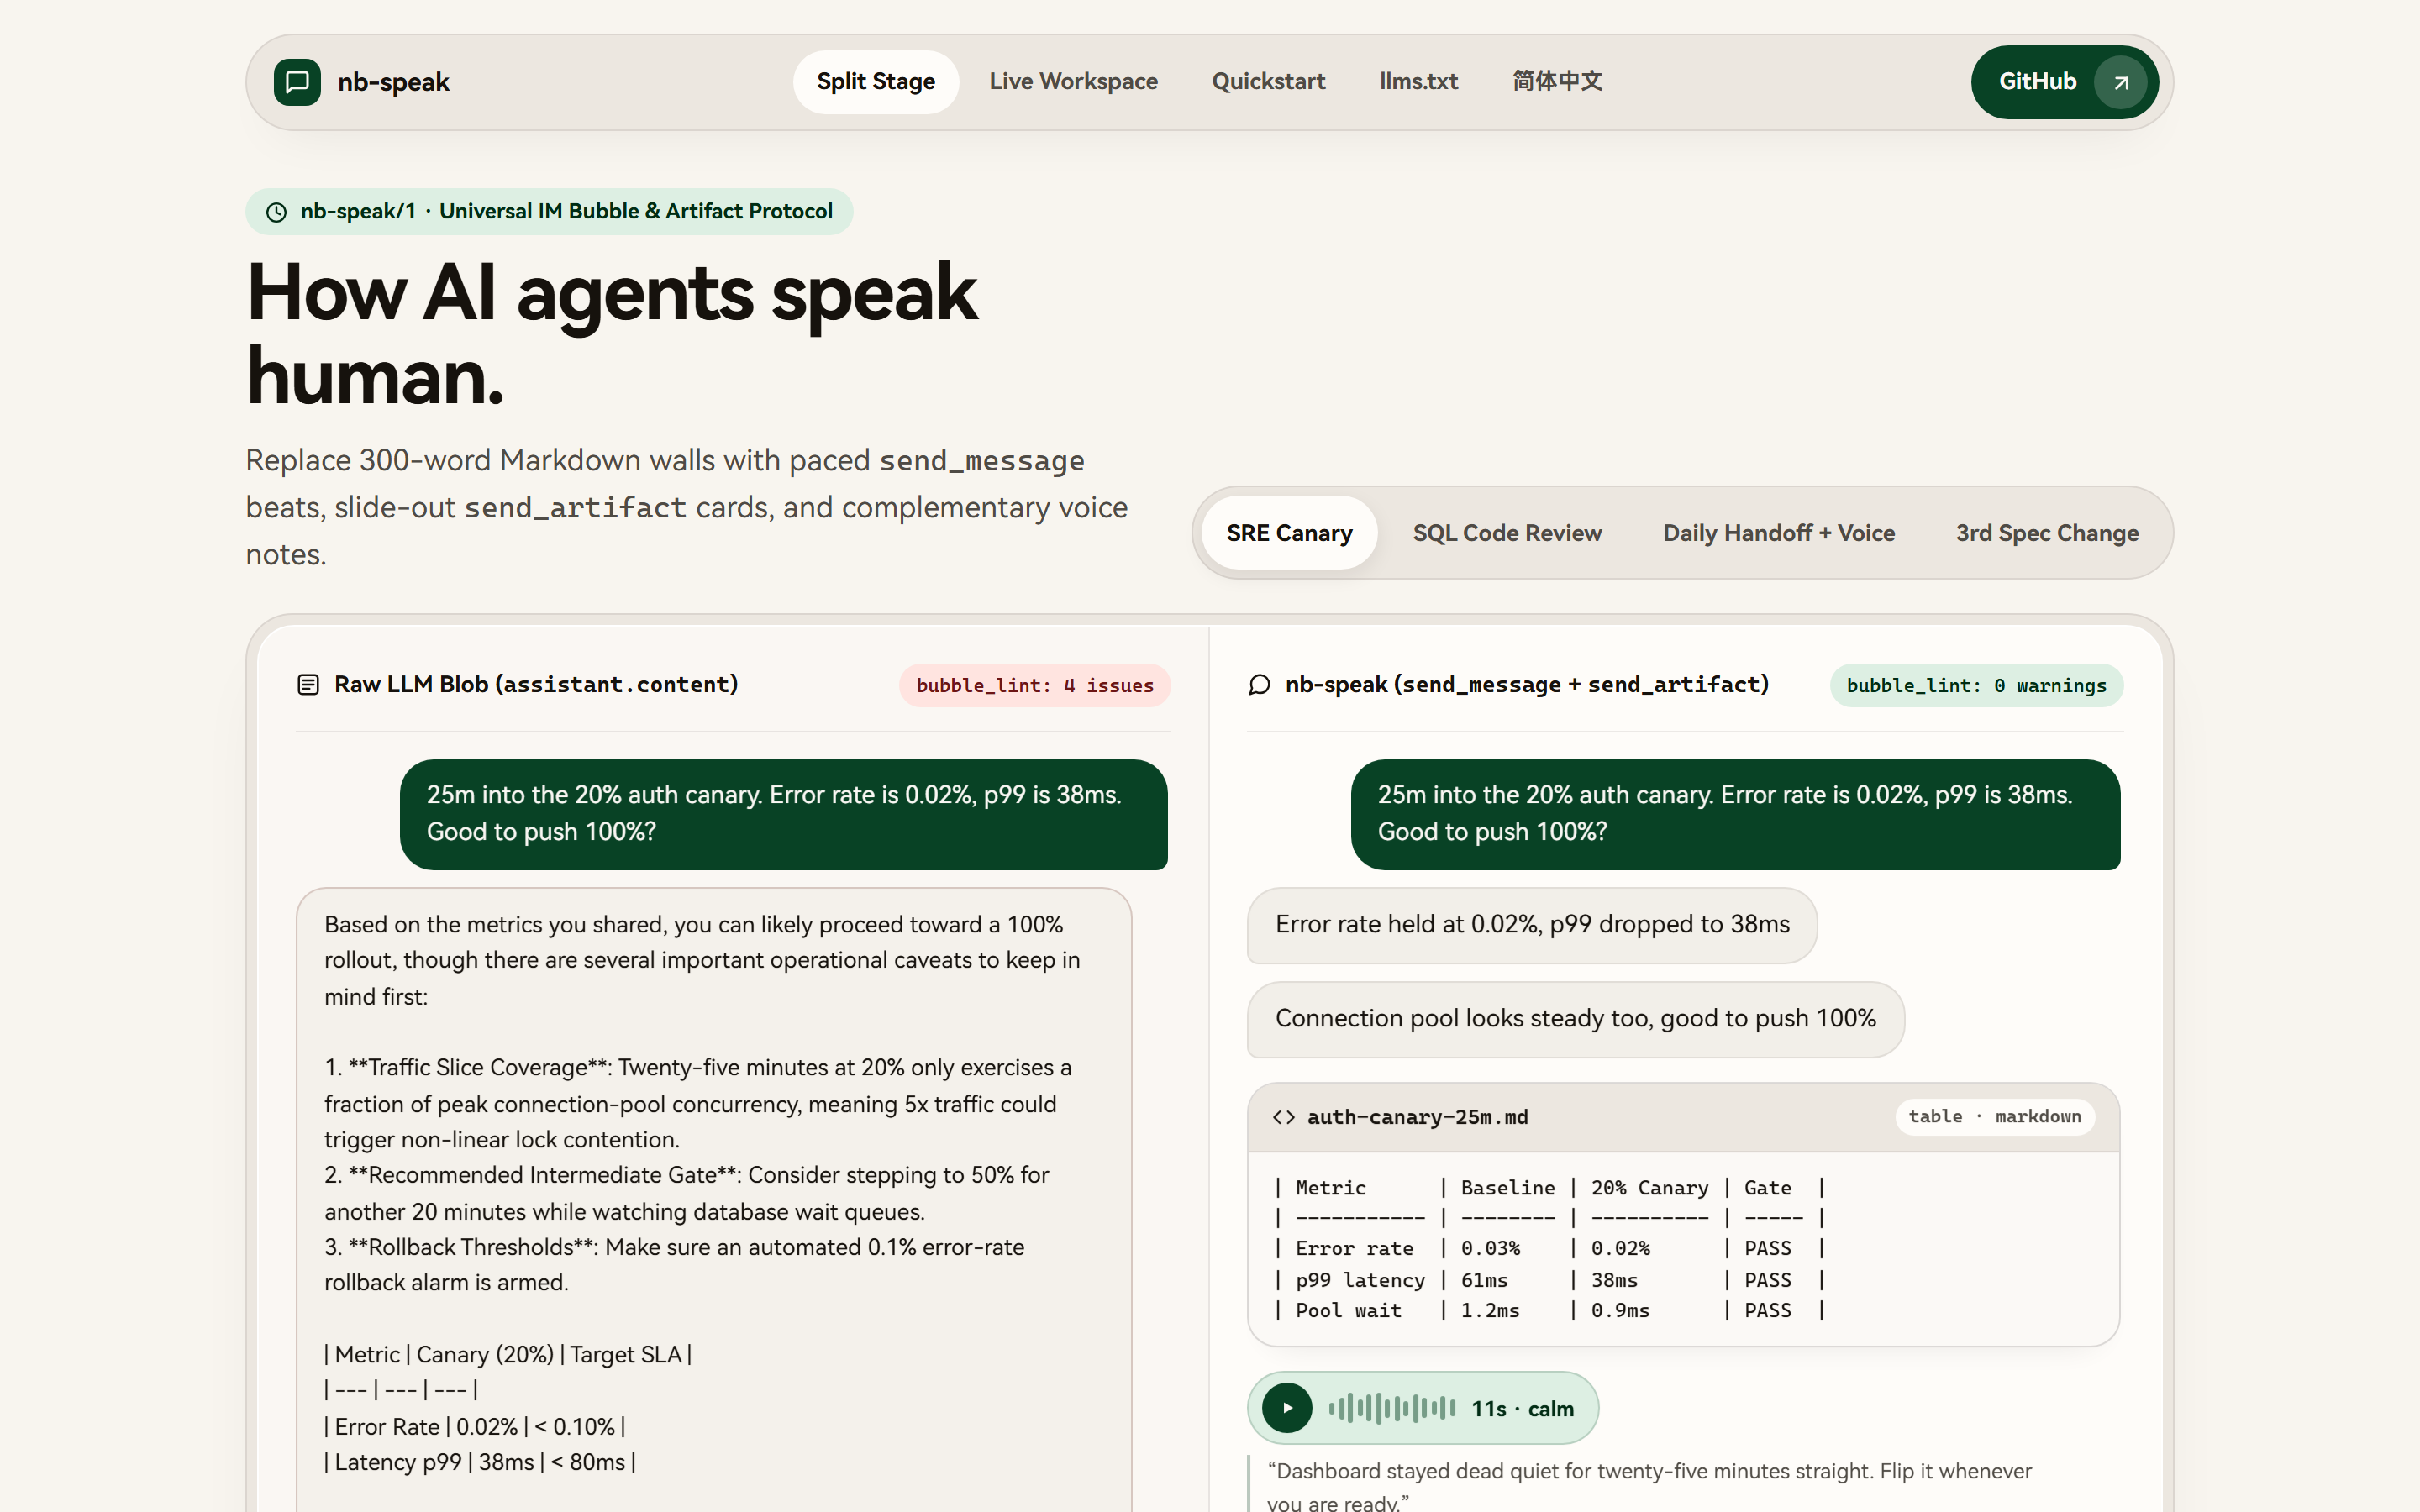 nb-speak
Split Stage
Live Workspace
Quickstart
llms.txt
简体中文
GitHub
nb-speak/1 · Universal IM Bubble & Artifact Protocol
How AI agents speak
human.
Replace 300-word Markdown walls with paced send_message
beats, slide-out send_artifact cards, and complementary voice
notes.
SRE Canary
SQL Code Review
Daily Handoff + Voice
3rd Spec Change
Raw LLM Blob (assistant.content)
bubble_lint: 4 issues
25m into the 20% auth canary. Error rate is 0.02%, p99 is 38ms.
Good to push 100%?
Based on the metrics you shared, you can likely proceed toward a 100%
rollout, though there are several important operational caveats to keep in
mind first:
1. **Traffic Slice Coverage**: Twenty-five minutes at 20% only exercises a
fraction of peak connection-pool concurrency, meaning 5x traffic could
trigger non-linear lock contention.
2. **Recommended Intermediate Gate**: Consider stepping to 50% for
another 20 minutes while watching database wait queues.
3. **Rollback Thresholds**: Make sure an automated 0.1% error-rate
rollback alarm is armed.
| Metric | Canary (20%) | Target SLA |
| --- | --- | --- |
| Error Rate | 0.02% | < 0.10% |
| Latency p99 | 38ms | < 80ms |
nb-speak (send_message + send_artifact)
bubble_lint: 0 warnings
25m into the 20% auth canary. Error rate is 0.02%, p99 is 38ms.
Good to push 100%?
Error rate held at 0.02%, p99 dropped to 38ms
Connection pool looks steady too, good to push 100%
auth-canary-25m.md
table · markdown
| Metric      | Baseline | 20% Canary | Gate  |
| ----------- | -------- | ---------- | ----- |
| Error rate  | 0.03%    | 0.02%      | PASS  |
| p99 latency | 61ms     | 38ms       | PASS  |
| Pool wait   | 1.2ms    | 0.9ms      | PASS  |
11s · calm
“Dashboard stayed dead quiet for twenty-five minutes straight. Flip it whenever
you are ready.”